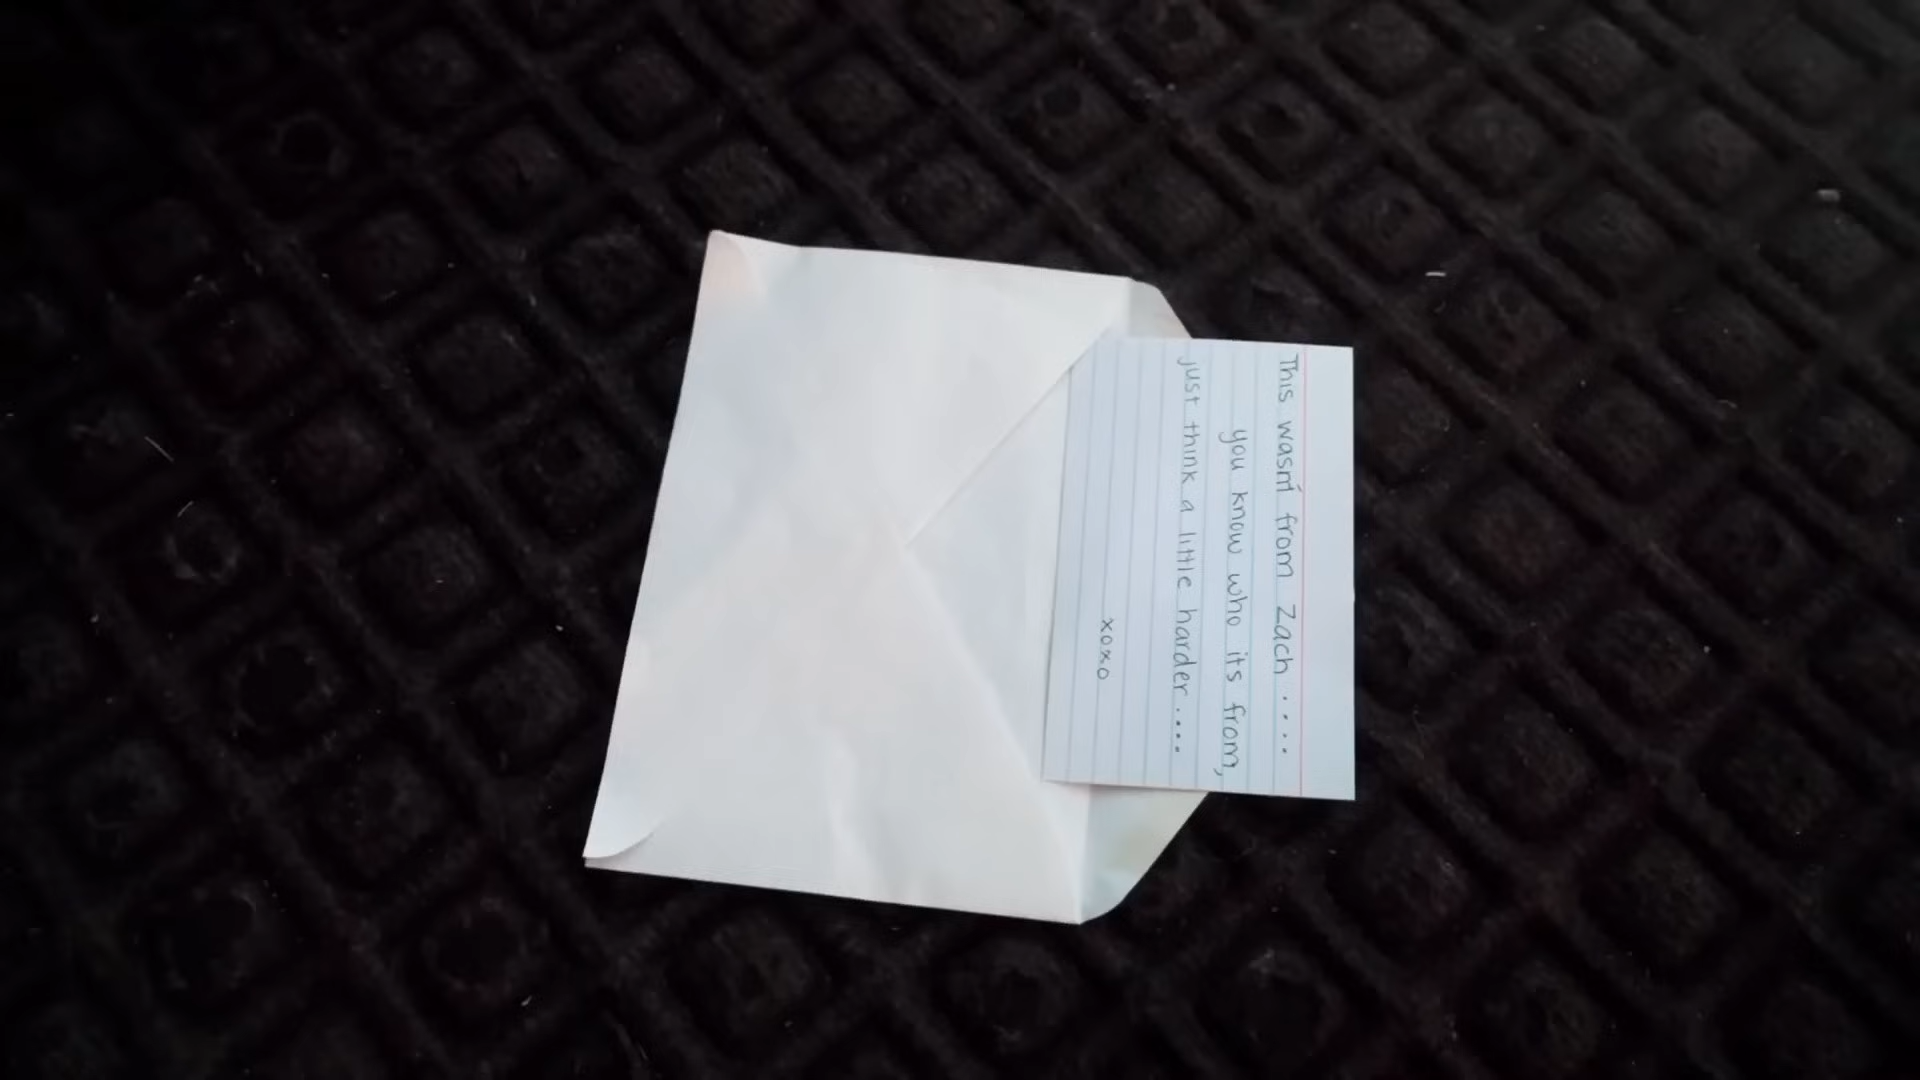 This wasn't from Zach.....
you know who its from,
just think a little harder....
xoxo